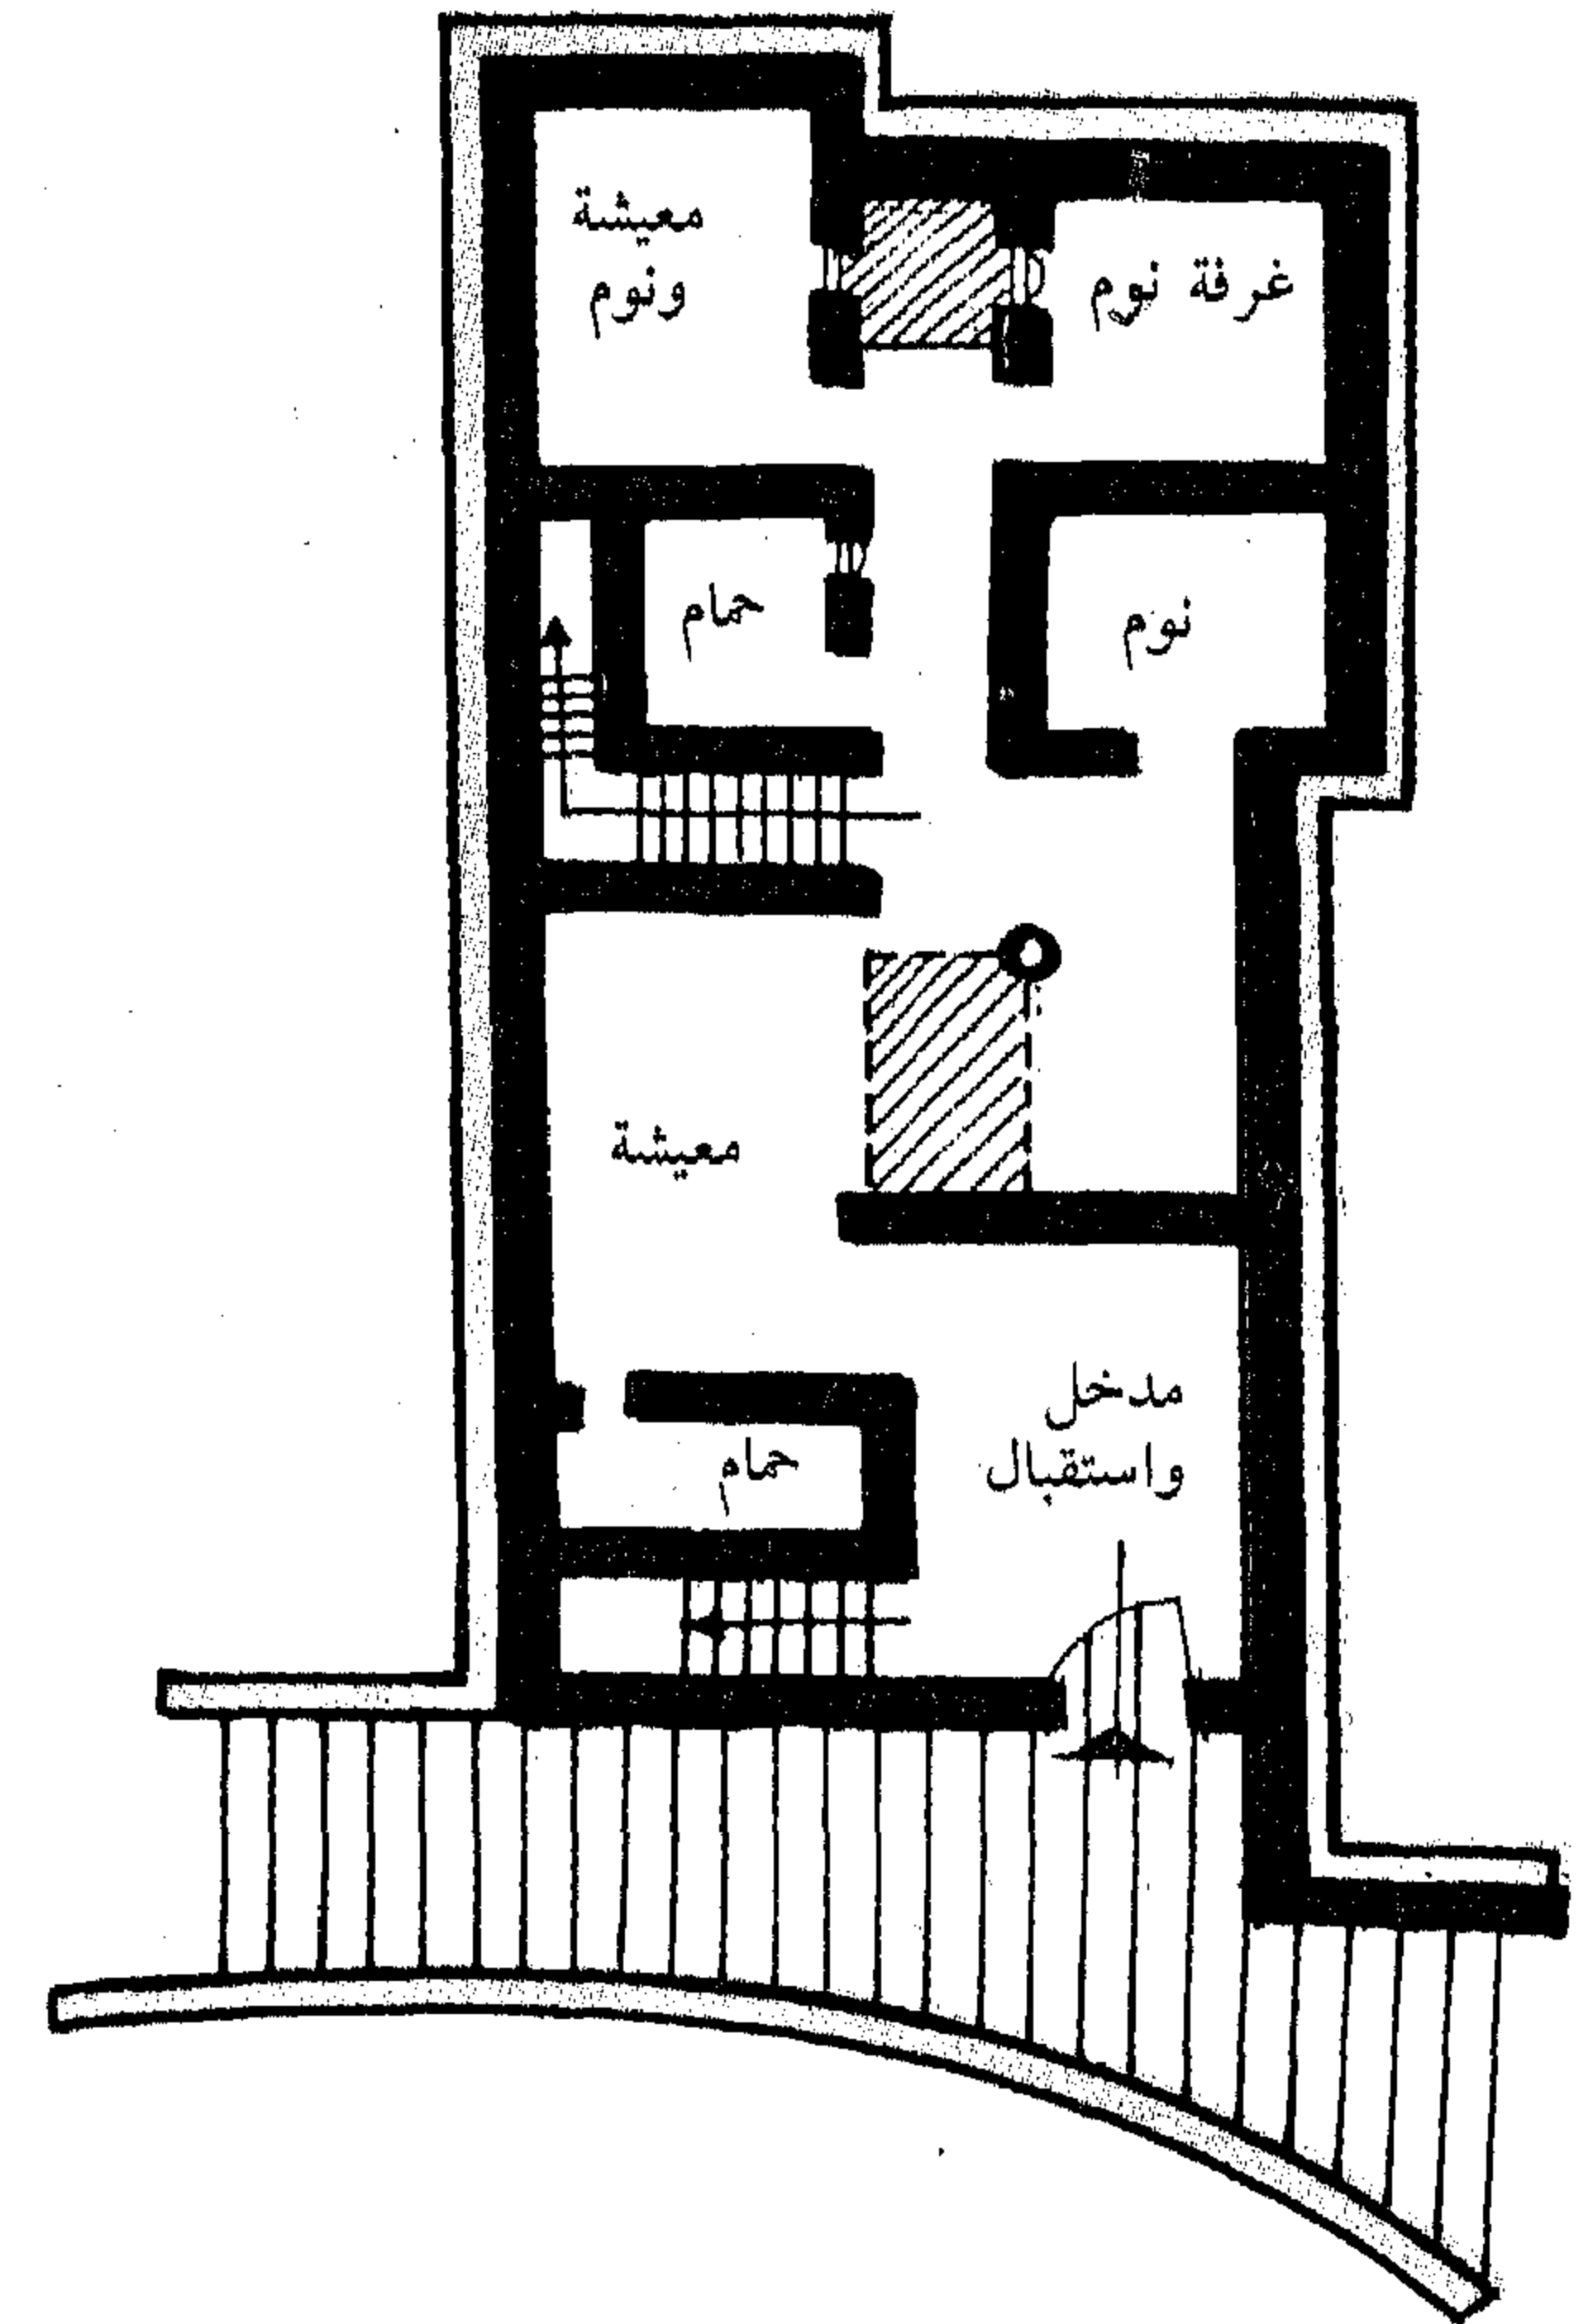 معيشة
ونوم
غرفة نوم
حمام
نوم
معيشة
مدخل
واستقبال
حمام